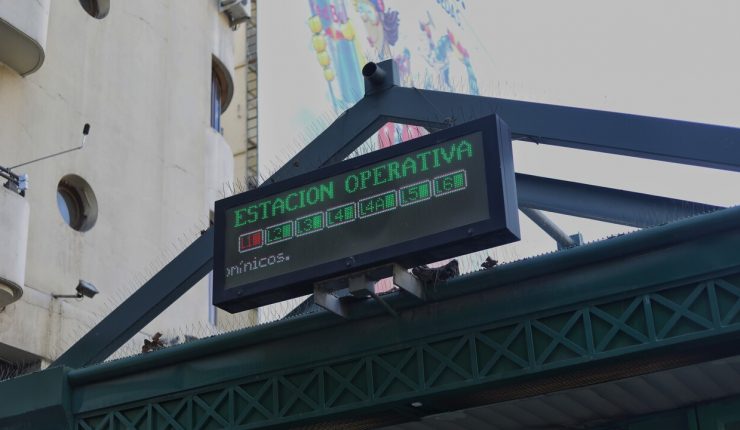 ESTACION OPERATIVA
L1 L2 L3 L4 L4A L5 L6
ónicos.